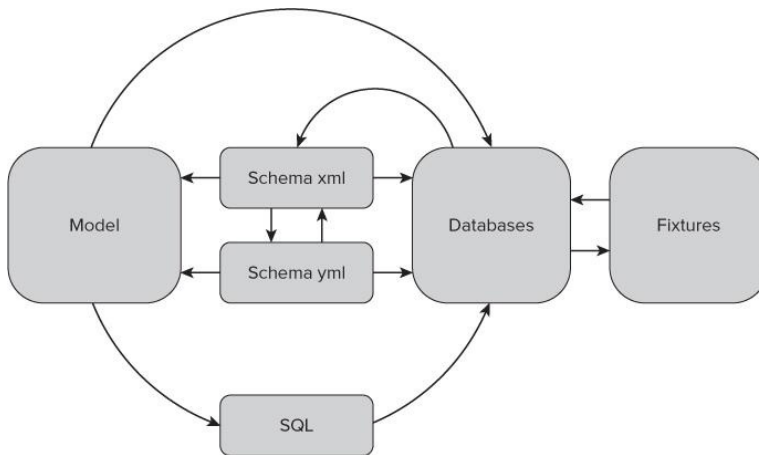 Schema xml
Model
Databases
Fixtures
Schema yml
SQL